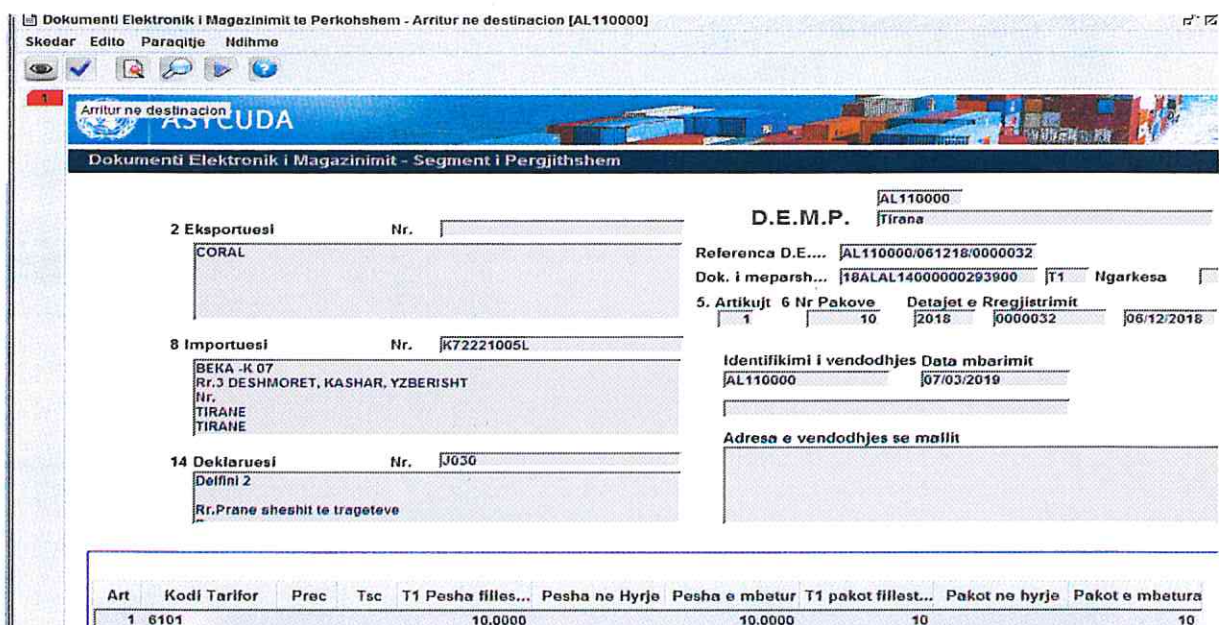 Dokumenti Elektronik i Magazinimit te Perkohshem - Arritur ne destinacion [AL110000]
Skedar Edito Paraqitje Ndihme
1
Arritur ne destinacion
ASYCUDA
Dokumenti Elektronik i Magazinimit - Segment i Pergjithshem
AL110000
D.E.M.P. Tirana
2 Eksportuesi Nr.
CORAL
Referenca D.E.... AL110000/061218/0000032
Dok. i meparsh... 18ALAL14000000293900 T1 Ngarkesa
5. Artikujt 6 Nr Pakove Detajet e Rregjistrimit
1 10 2018 0000032 06/12/2018
8 Importuesi Nr. K72221005L
BEKA -K 07
Rr.3 DESHMORET, KASHAR, YZBERISHT
Nr,
TIRANE
TIRANE
Identifikimi i vendodhjes Data mbarimit
AL110000 07/03/2019
Adresa e vendodhjes se mallit
14 Deklaruesi Nr. J030
Delfini 2
Rr.Prane sheshit te trageteve
Art Kodi Tarifor Prec Tsc T1 Pesha filles... Pesha ne Hyrje Pesha e mbetur T1 pakot fillest... Pakot ne hyrje Pakot e mbetura
1 6101 10.0000 10.0000 10 10